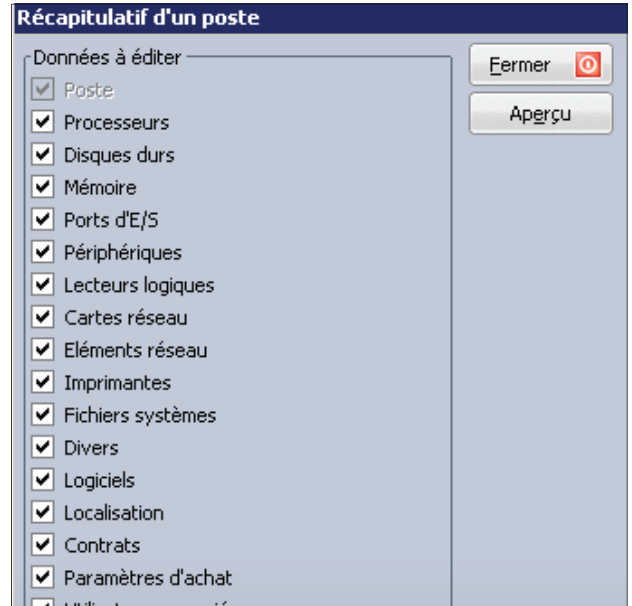 Récapitulatif d'un poste
Données à éditer
Fermer
Poste
Aperçu
Processeurs
Disques durs
Mémoire
Ports d'E/S
Périphériques
Lecteurs logiques
Cartes réseau
Eléments réseau
Imprimantes
Fichiers systèmes
Divers
Logiciels
Localisation
Contrats
Paramètres d'achat